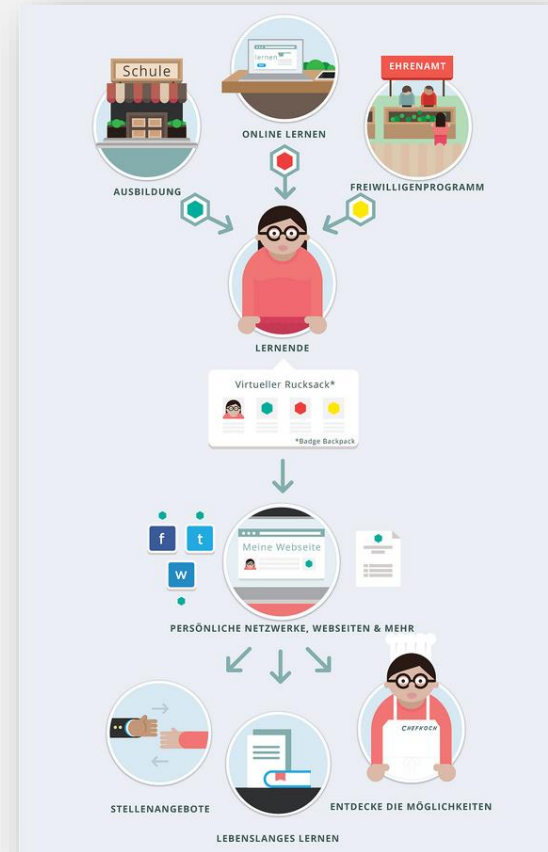 Schule
lernen
EHRENAMT
ONLINE LERNEN
AUSBILDUNG
FREIWILLIGENPROGRAMM
LERNENDE
Virtueller Rucksack*
*Badge Backpack
f
t
W
Meine Webseite
PERSÖNLICHE NETZWERKE, WEBSEITEN & MEHR
CHEFKOCH
STELLENANGEBOTE
ENTDECKE DIE MÖGLICHKEITEN
LEBENSLANGES LERNEN